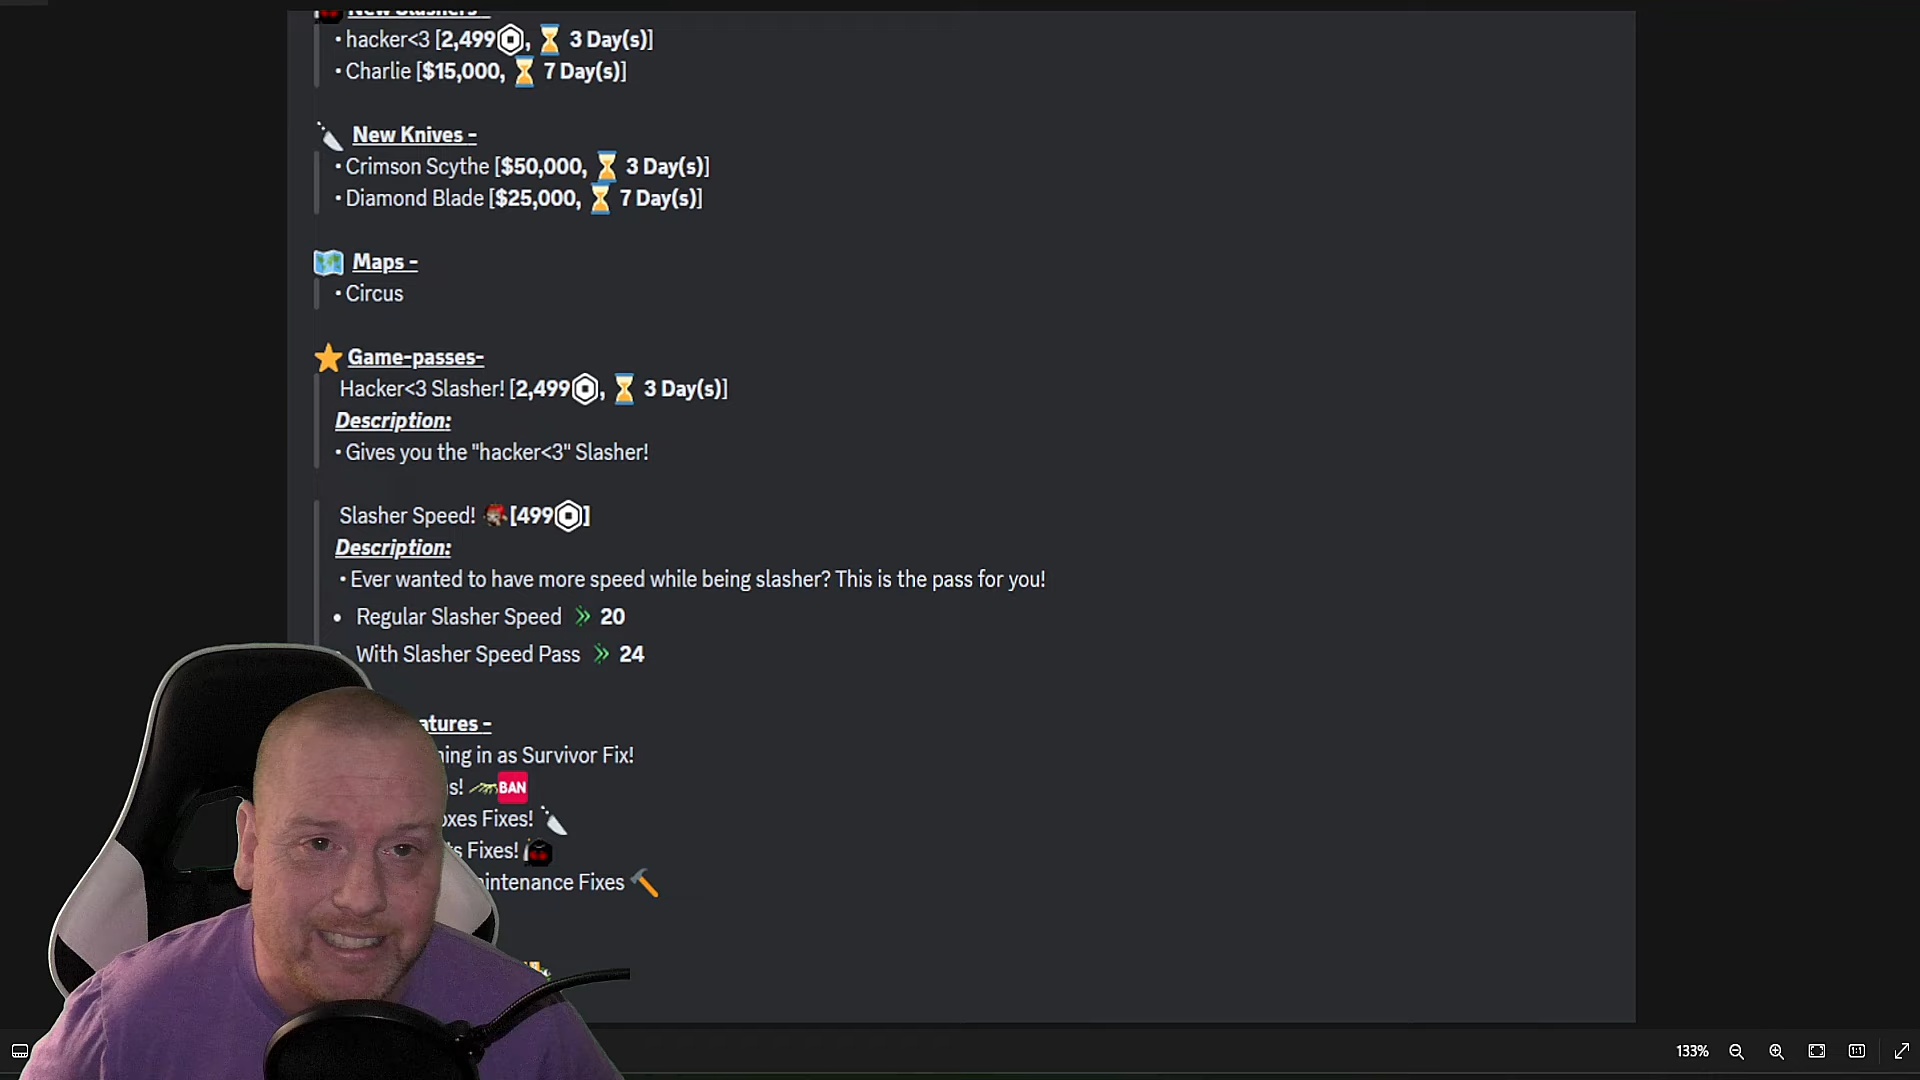 New Slashers -
• hacker<3 [2,499, ⏳ 3 Day(s)]
• Charlie [$15,000, ⏳ 7 Day(s)]
New Knives -
• Crimson Scythe [$50,000, ⏳ 3 Day(s)]
• Diamond Blade [$25,000, ⏳ 7 Day(s)]
Maps -
• Circus
Game-passes-
Hacker<3 Slasher! [2,499, ⏳ 3 Day(s)]
Description:
• Gives you the "hacker<3" Slasher!
Slasher Speed! [499]
Description:
• Ever wanted to have more speed while being slasher? This is the pass for you!
• Regular Slasher Speed » 20
With Slasher Speed Pass » 24
atures -
in as Survivor Fix!
BAN
Fixes!
Fixes!
Fixes
133%
1:1